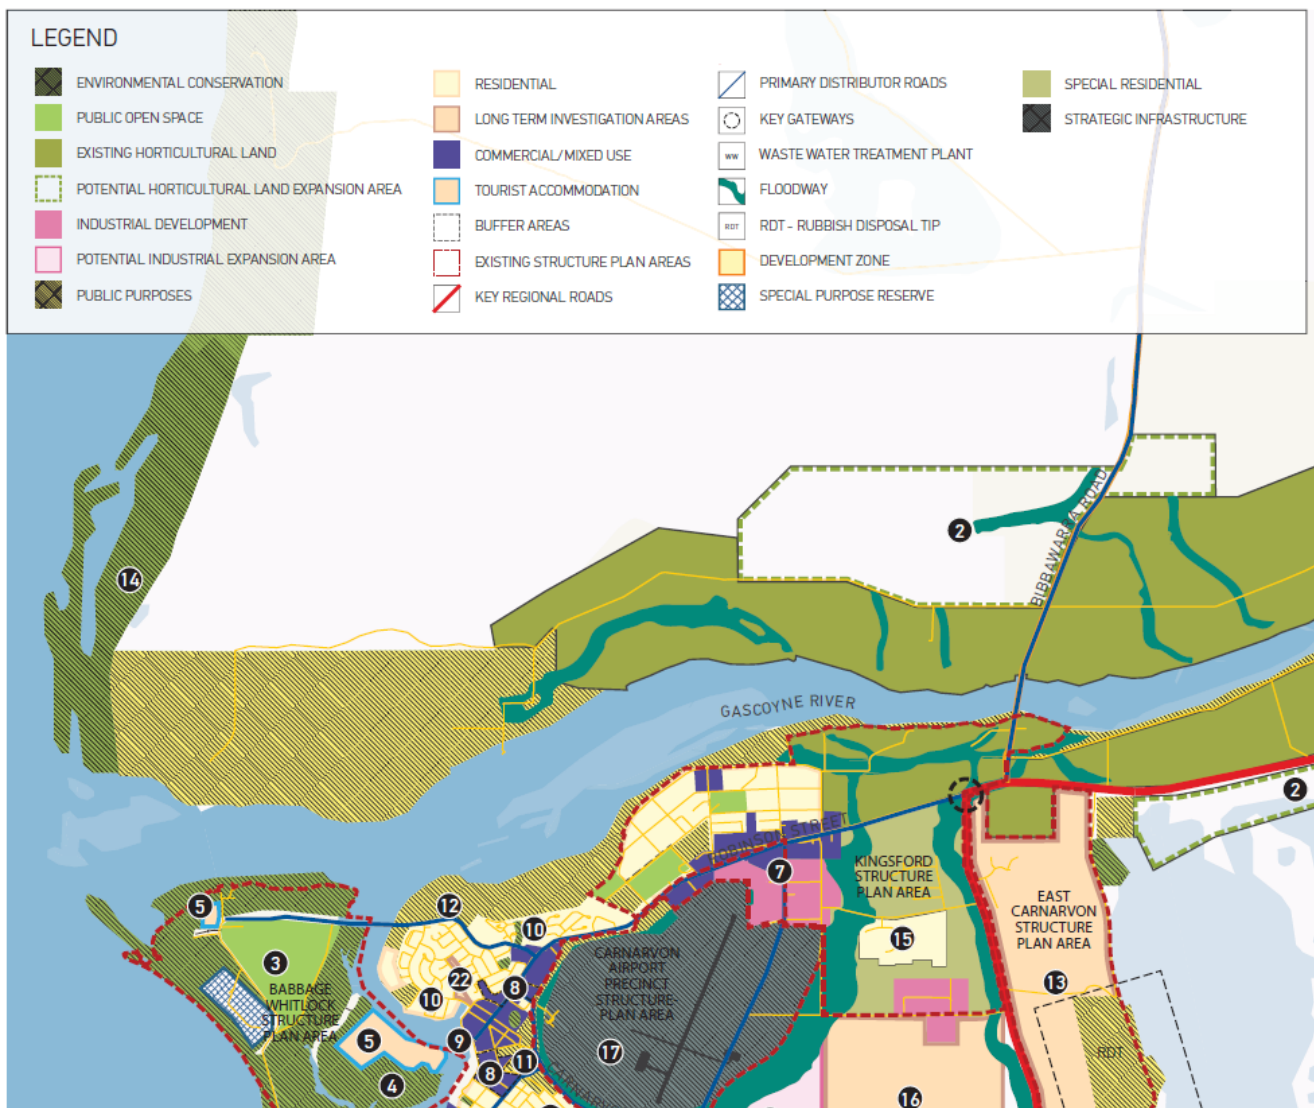 LEGEND
ENVIRONMENTAL CONSERVATION
PUBLIC OPEN SPACE
EXISTING HORTICULTURAL LAND
POTENTIAL HORTICULTURAL LAND EXPANSION AREA
INDUSTRIAL DEVELOPMENT
POTENTIAL INDUSTRIAL EXPANSION AREA
PUBLIC PURPOSES
RESIDENTIAL
LONG TERM INVESTIGATION AREAS
COMMERCIAL/MIXED USE
TOURIST ACCOMMODATION
BUFFER AREAS
EXISTING STRUCTURE PLAN AREAS
KEY REGIONAL ROADS
PRIMARY DISTRIBUTOR ROADS
KEY GATEWAYS
WW WASTE WATER TREATMENT PLANT
FLOODWAY
RDT RDT - RUBBISH DISPOSAL TIP
DEVELOPMENT ZONE
SPECIAL PURPOSE RESERVE
SPECIAL RESIDENTIAL
STRATEGIC INFRASTRUCTURE
2
BIBBAWARRA ROAD
14
GASCOYNE RIVER
2
ROBINSON STREET
7
KINGSFORD
STRUCTURE
PLAN AREA
EAST
CARNARVON
STRUCTURE
PLAN AREA
5
12
10
15
CARNARVON
AIRPORT
PRECINCT
STRUCTURE-
PLAN AREA
3
22
13
BABBAGE
WHITLOCK
STRUCTURE
PLAN AREA
10
8
5
9
17
RDT
11
8
4
CARNARV
16